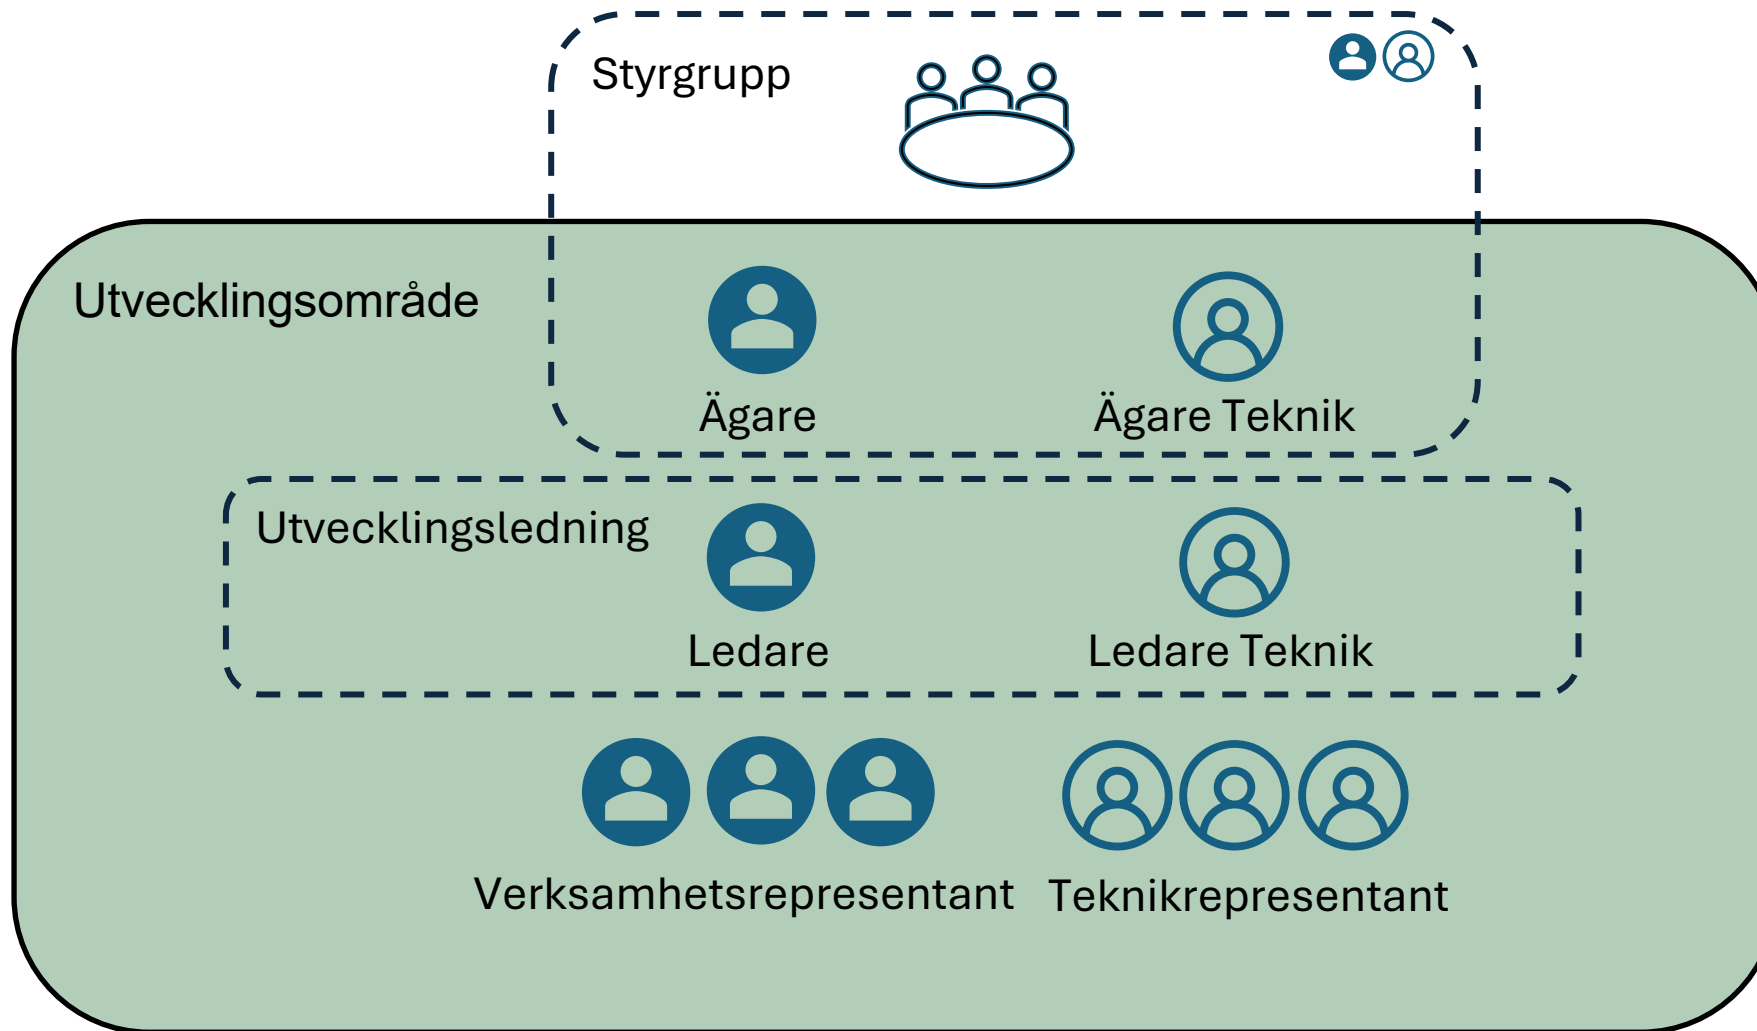 Styrgrupp
Utvecklingsområde
Ägare
Ägare Teknik
Utvecklingsledning
Ledare
Ledare Teknik
Verksamhetsrepresentant
Teknikrepresentant